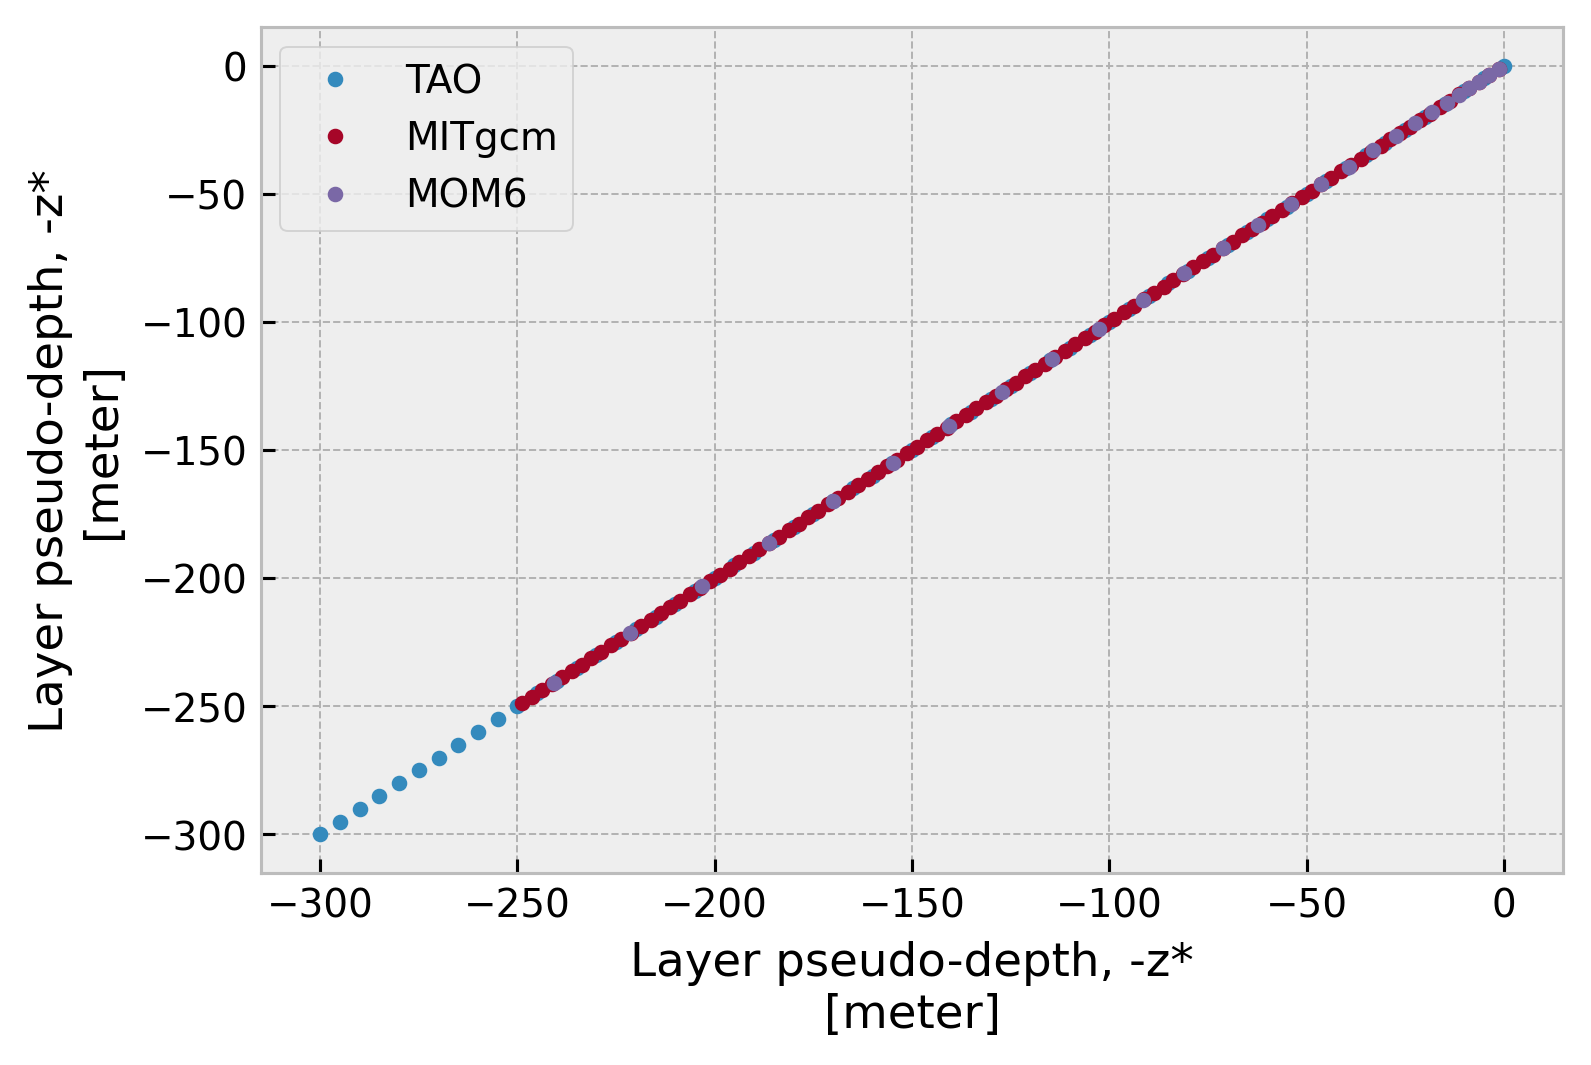 TAO
MITgcm
MOM6
0
−50
−100
−150
−200
−250
−300
Layer pseudo-depth, -z*
[meter]
−300 −250 −200 −150 −100 −50 0
Layer pseudo-depth, -z*
[meter]